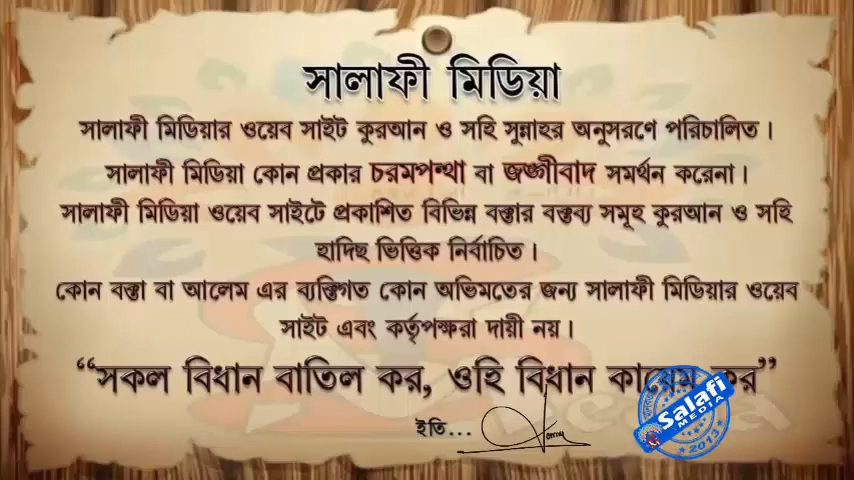 সালাফী মিডিয়া
সালাফী মিডিয়ার ওয়েব সাইট কুরআন ও সহি সুন্নাহর অনুসরণে পরিচালিত।
সালাফী মিডিয়া কোন প্রকার চরমপন্থা বা জঙ্গীবাদ সমর্থন করেনা।
সালাফী মিডিয়া ওয়েব সাইটে প্রকাশিত বিভিন্ন বক্তার বক্তব্য সমূহ কুরআন ও সহি
হাদিছ ভিত্তিক নির্বাচিত।
কোন বক্তা বা আলেম এর ব্যক্তিগত কোন অভিমতের জন্য সালাফী মিডিয়ার ওয়েব
সাইট এবং কর্তৃপক্ষরা দায়ী নয়।
“সকল বিধান বাতিল কর, ওহি বিধান কায়েম কর”
ইতি...
Salafi
MEDIA
2013